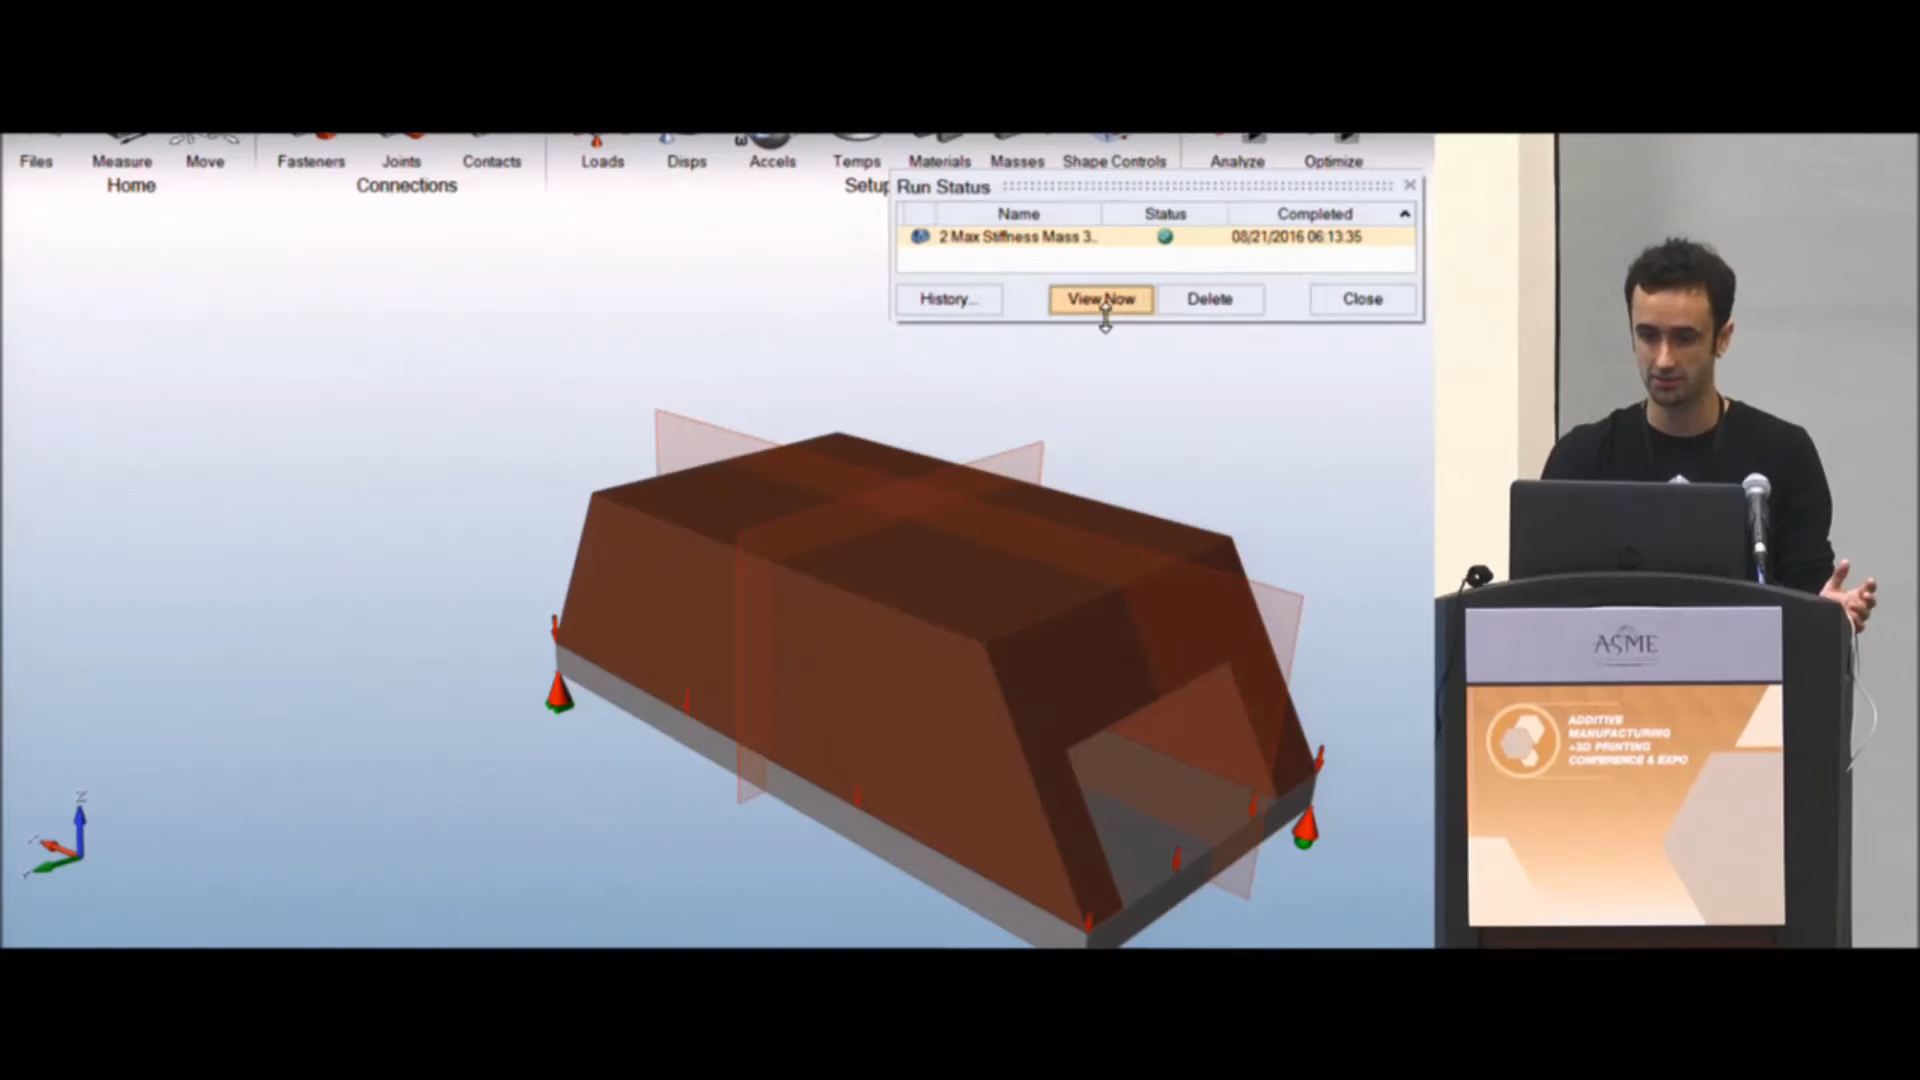 Files Measure Move Fasteners Joints Contacts Loads Disps Accels Temps Materials Masses Shape Controls Analyze Optimize
Home Connections Setup
Run Status
Name Status Completed
2 Max Stiffness Mass 3..
08/21/2016 06:13:35
History... View Now Delete Close
Z
Y
ASME
ADDITIVE
MANUFACTURING
+3D PRINTING
CONFERENCE & EXPO